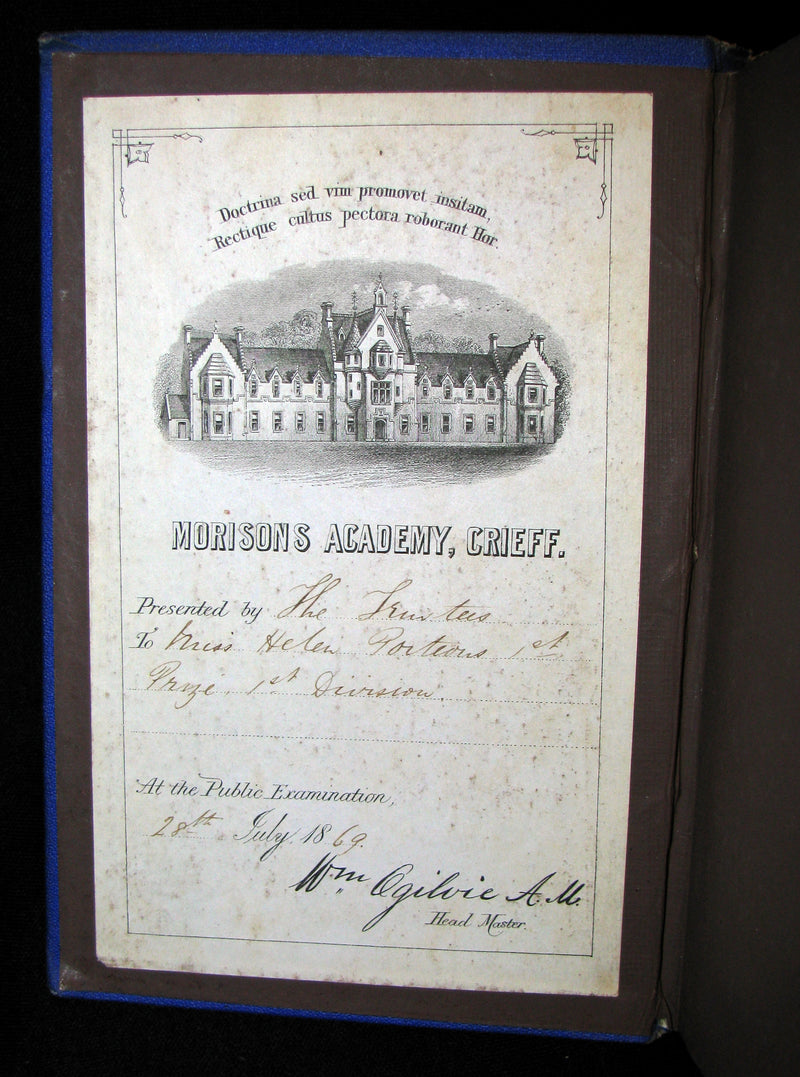 Doctrina sed vim promovet insitam,
Rectique cultus pectora roborant Hor.
MORISONS ACADEMY, CRIEFF.
Presented by The Trustees
To Miss Helen Porteous 1st
Prize 1st Division.
At the Public Examination,
28th July 1869.
Wm Ogilvie A.M.
Head Master.